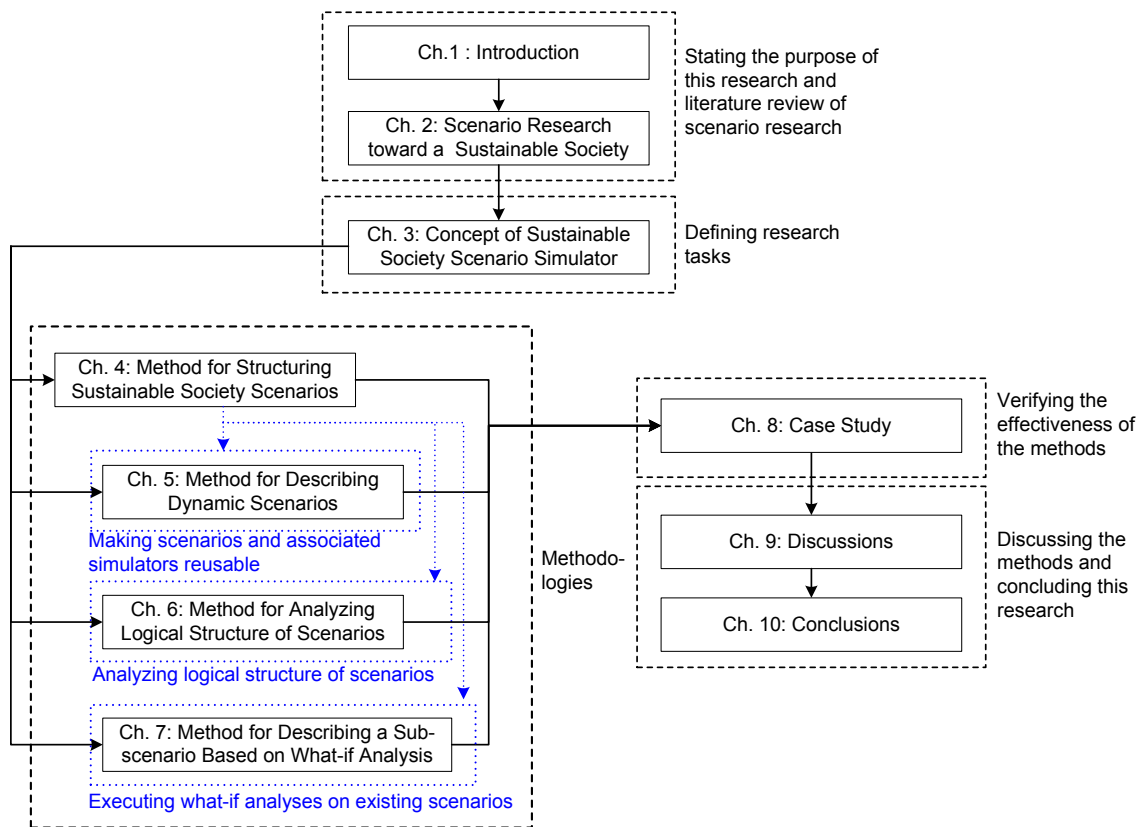 Ch.1 : Introduction
Ch. 2: Scenario Research
toward a Sustainable Society
Stating the purpose of
this research and
literature review of
scenario research
Ch. 3: Concept of Sustainable
Society Scenario Simulator
Defining research
tasks
Ch. 4: Method for Structuring
Sustainable Society Scenarios
Ch. 5: Method for Describing
Dynamic Scenarios
Making scenarios and associated
simulators reusable
Ch. 6: Method for Analyzing
Logical Structure of Scenarios
Analyzing logical structure of scenarios
Ch. 7: Method for Describing a Sub-
scenario Based on What-if Analysis
Executing what-if analyses on existing scenarios
Methodo-
logies
Ch. 8: Case Study
Verifying the
effectiveness of
the methods
Ch. 9: Discussions
Ch. 10: Conclusions
Discussing the
methods and
concluding this
research